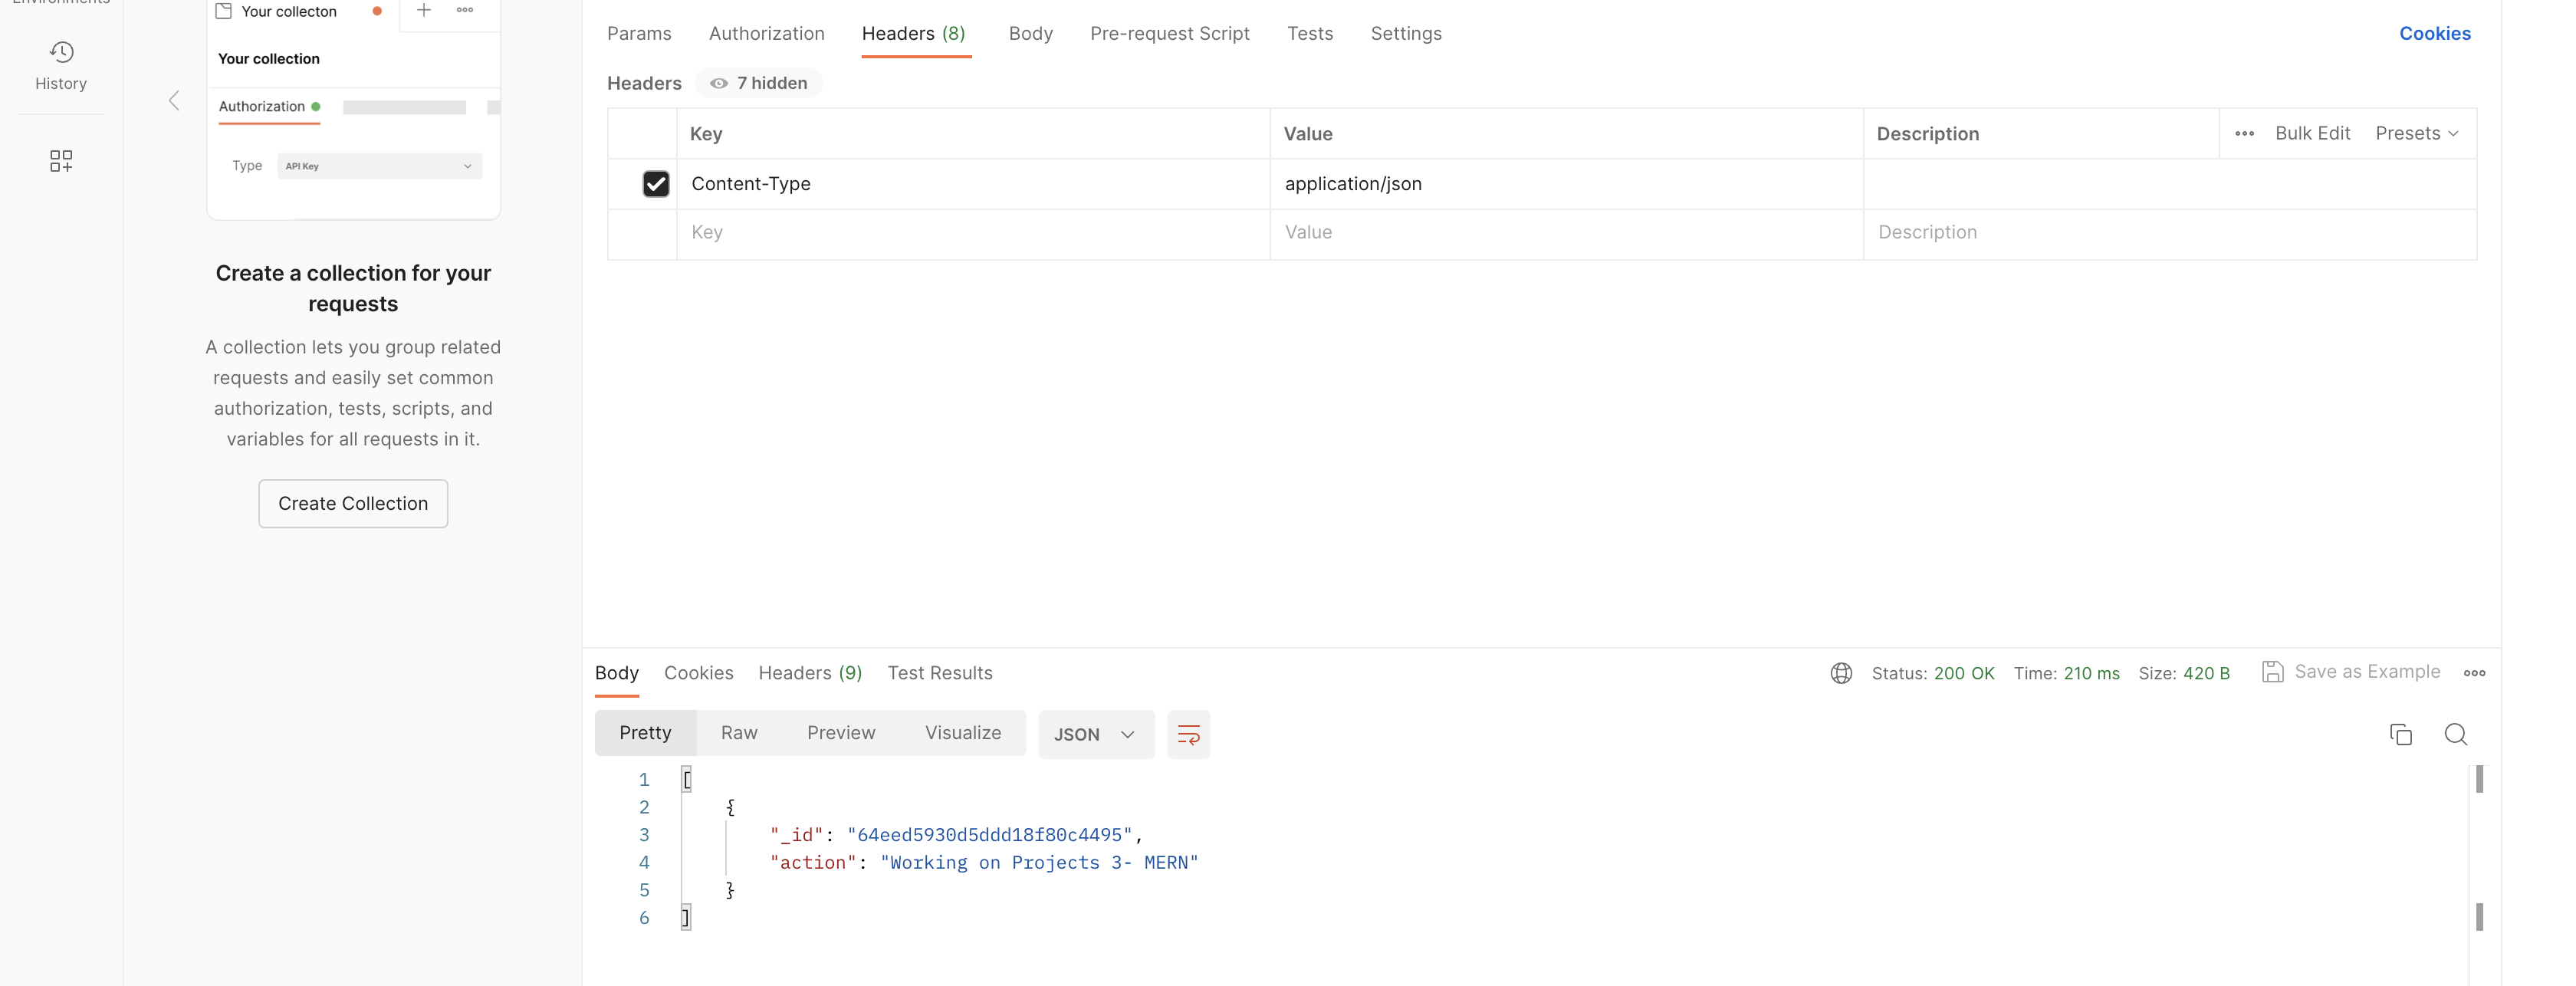 Environments
History
Your collecton
Your collection
Authorization
Type API Key
Create a collection for your
requests
A collection lets you group related
requests and easily set common
authorization, tests, scripts, and
variables for all requests in it.
Create Collection
Params Authorization Headers (8) Body Pre-request Script Tests Settings Cookies
Headers 7 hidden
Key Value Description Bulk Edit Presets
Content-Type application/json
Key Value Description
Body Cookies Headers (9) Test Results Status: 200 OK Time: 210 ms Size: 420 B Save as Example
Pretty Raw Preview Visualize JSON
1 [
2 {
3 "_id": "64eed5930d5ddd18f80c4495",
4 "action": "Working on Projects 3- MERN"
5 }
6 ]